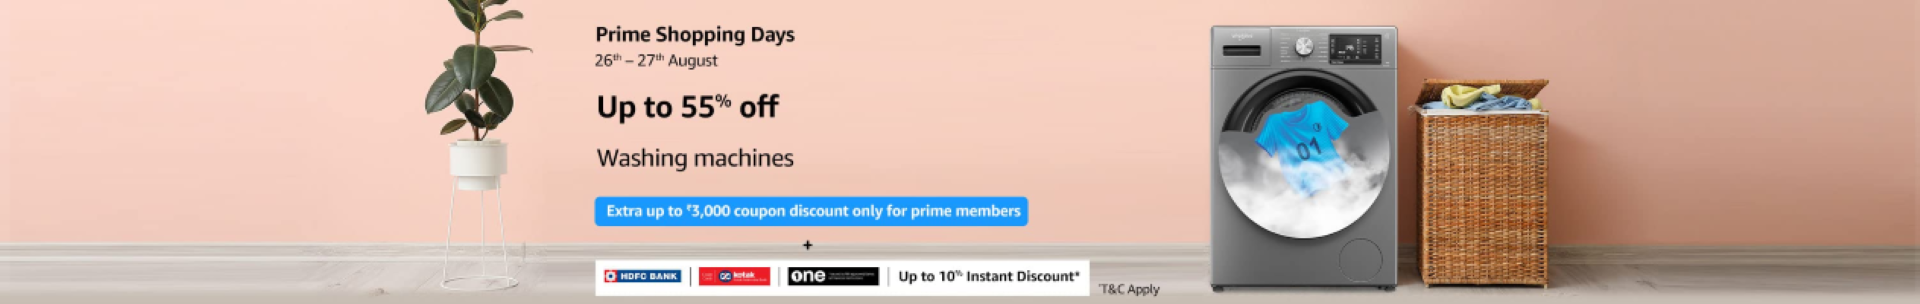 Prime Shopping Days
26th – 27th August
Up to 55% off
Washing machines
Extra up to ₹3,000 coupon discount only for prime members
+
HDFC BANK | kotak | one | Up to 10% Instant Discount*
*T&C Apply
01